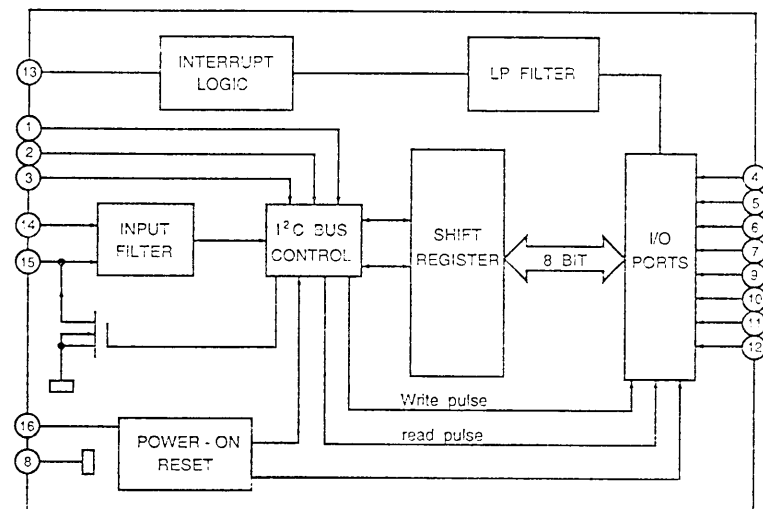 13
INTERRUPT
LOGIC
LP FILTER
1
2
3
14
15
INPUT
FILTER
I²C BUS
CONTROL
SHIFT
REGISTER
8 BIT
I/O
PORTS
4
5
6
7
9
10
11
12
Write pulse
read pulse
16
8
POWER - ON
RESET